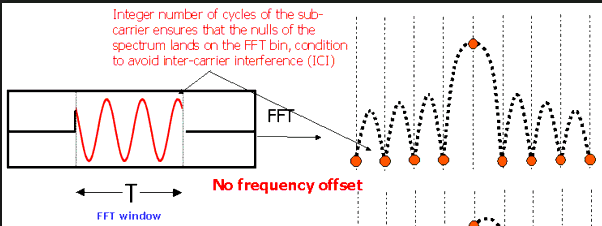 Integer number of cycles of the sub-
carrier ensures that the nulls of the
spectrum lands on the FFT bin, condition
to avoid inter-carrier interference (ICI)
FFT
T
No frequency offset
FFT window